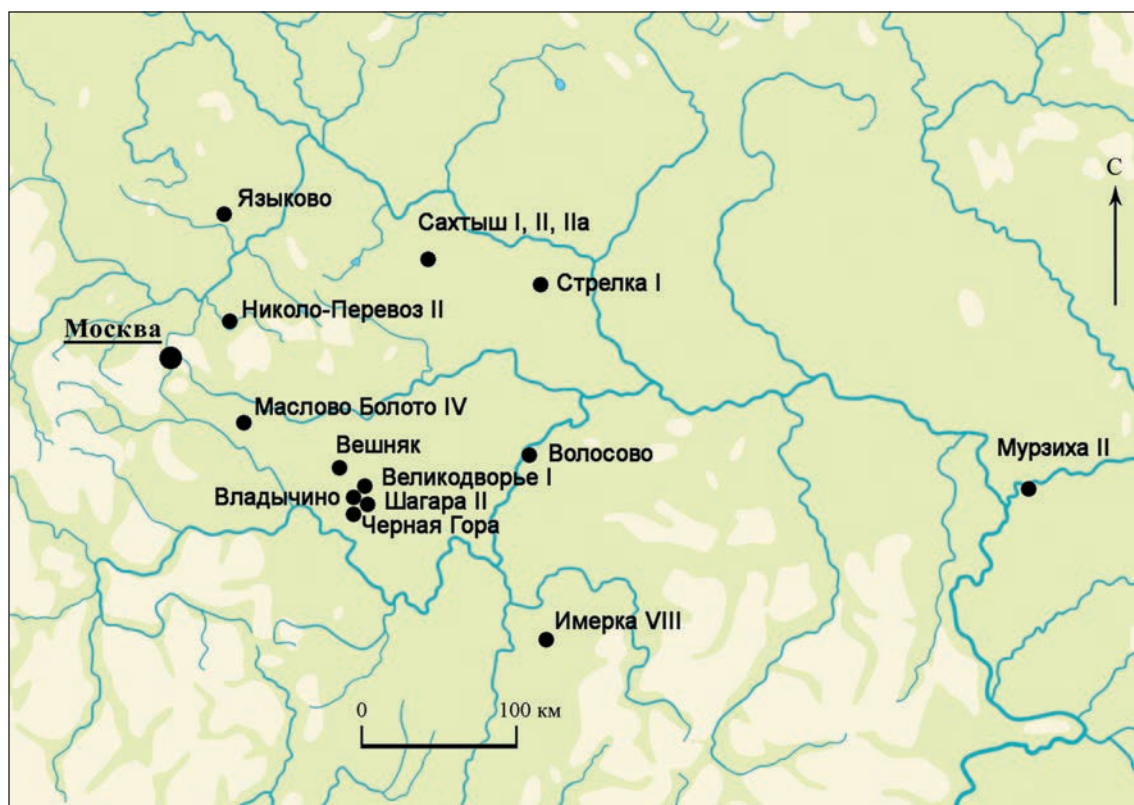 С
Языково
Сахтыш I, II, IIa
Стрелка I
Николо-Перевоз II
Москва
Маслово Болото IV
Вешняк
Волосово
Мурзиха II
Великодворье I
Владычино
Шагара II
Черная Гора
Имерка VIII
0
100 км